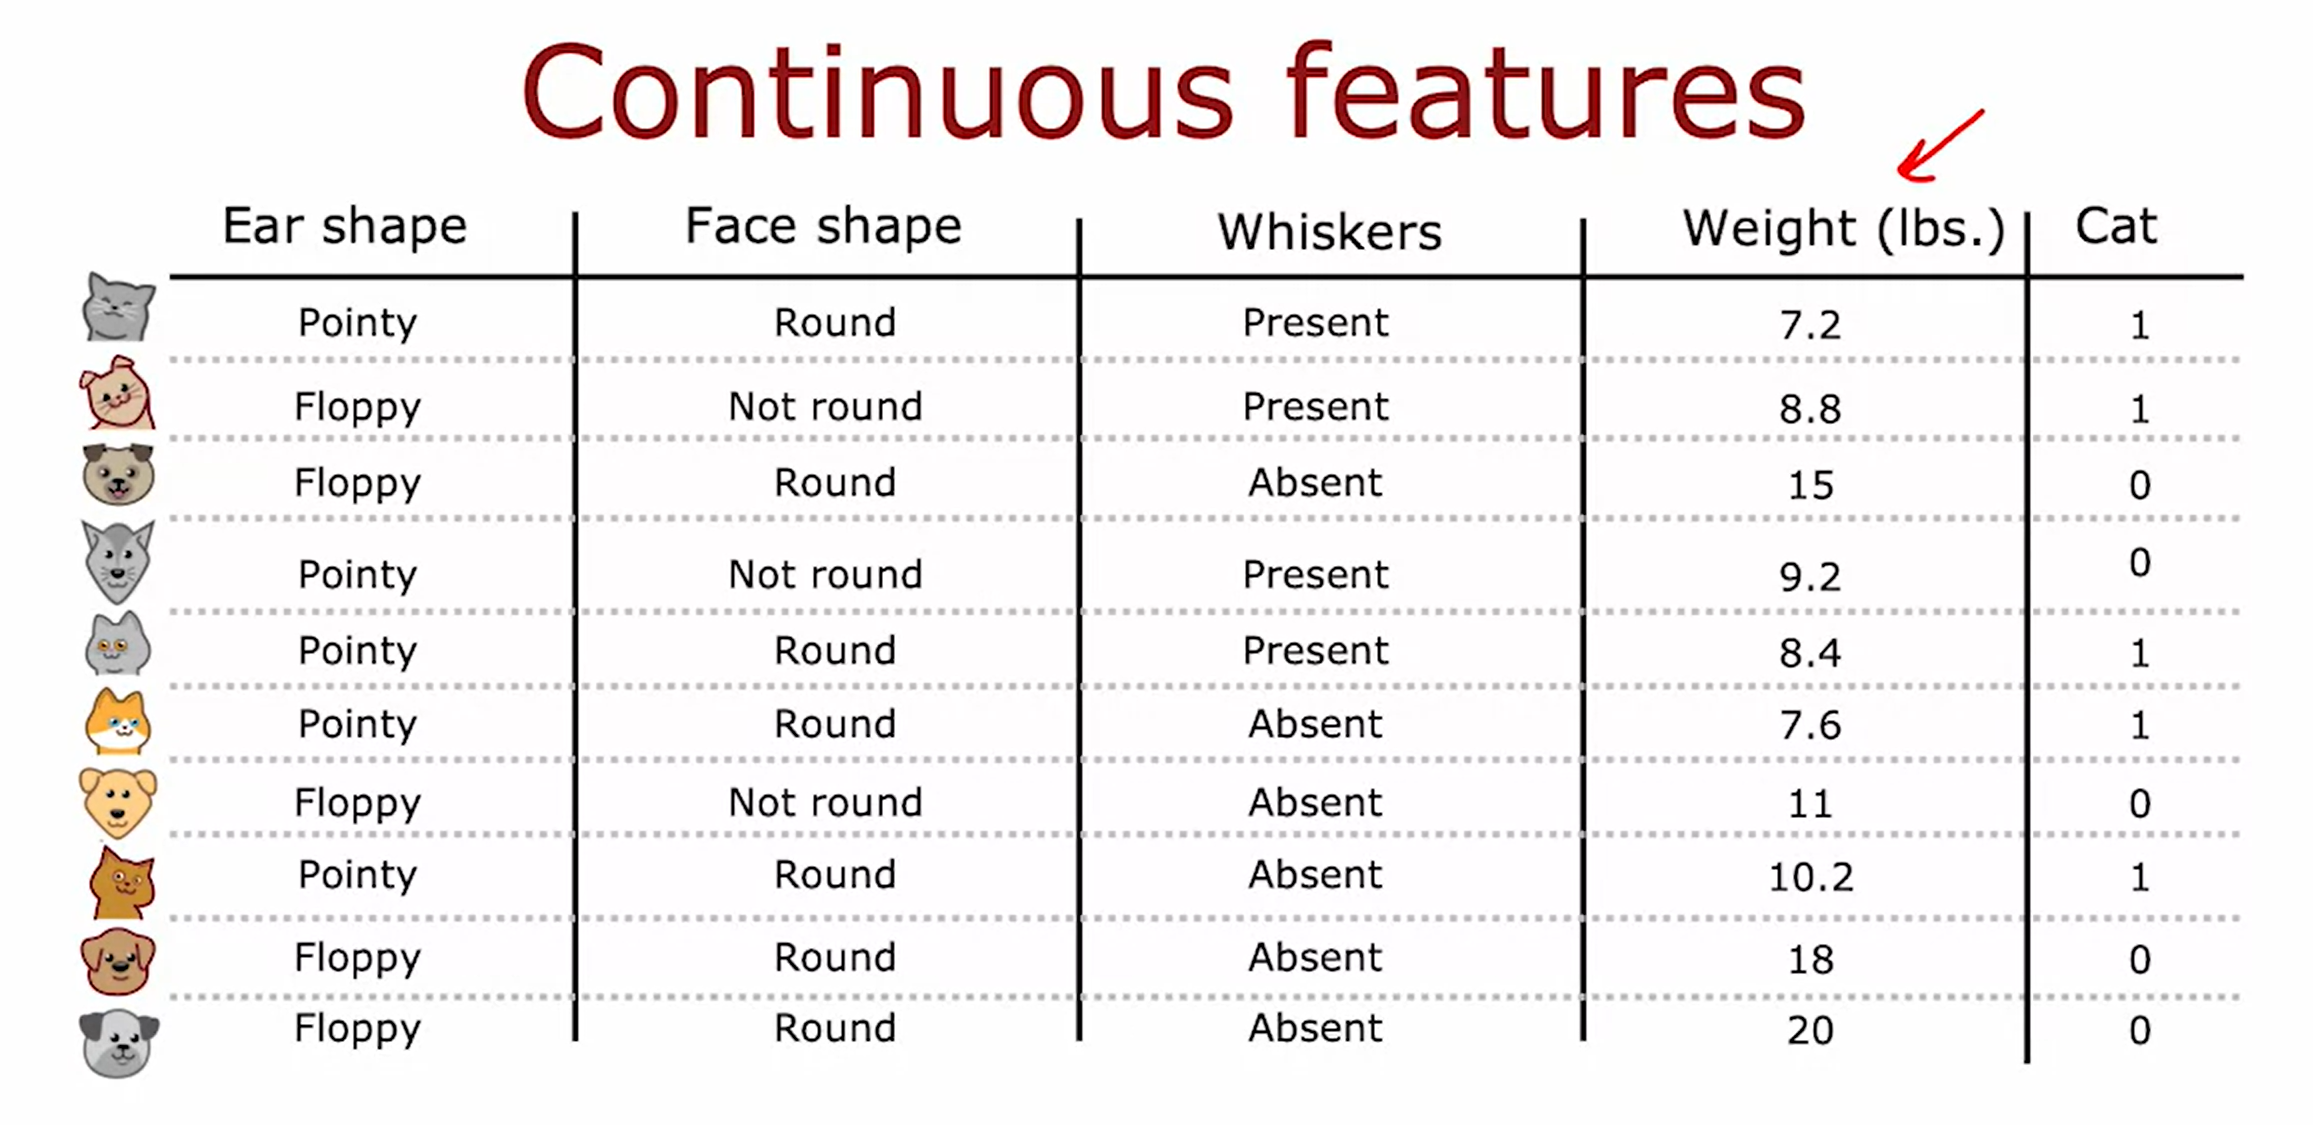 Continuous features
Ear shape Face shape Whiskers Weight (lbs.) Cat
Pointy Round Present 7.2 1
Floppy Not round Present 8.8 1
Floppy Round Absent 15 0
Pointy Not round Present 9.2 0
Pointy Round Present 8.4 1
Pointy Round Absent 7.6 1
Floppy Not round Absent 11 0
Pointy Round Absent 10.2 1
Floppy Round Absent 18 0
Floppy Round Absent 20 0